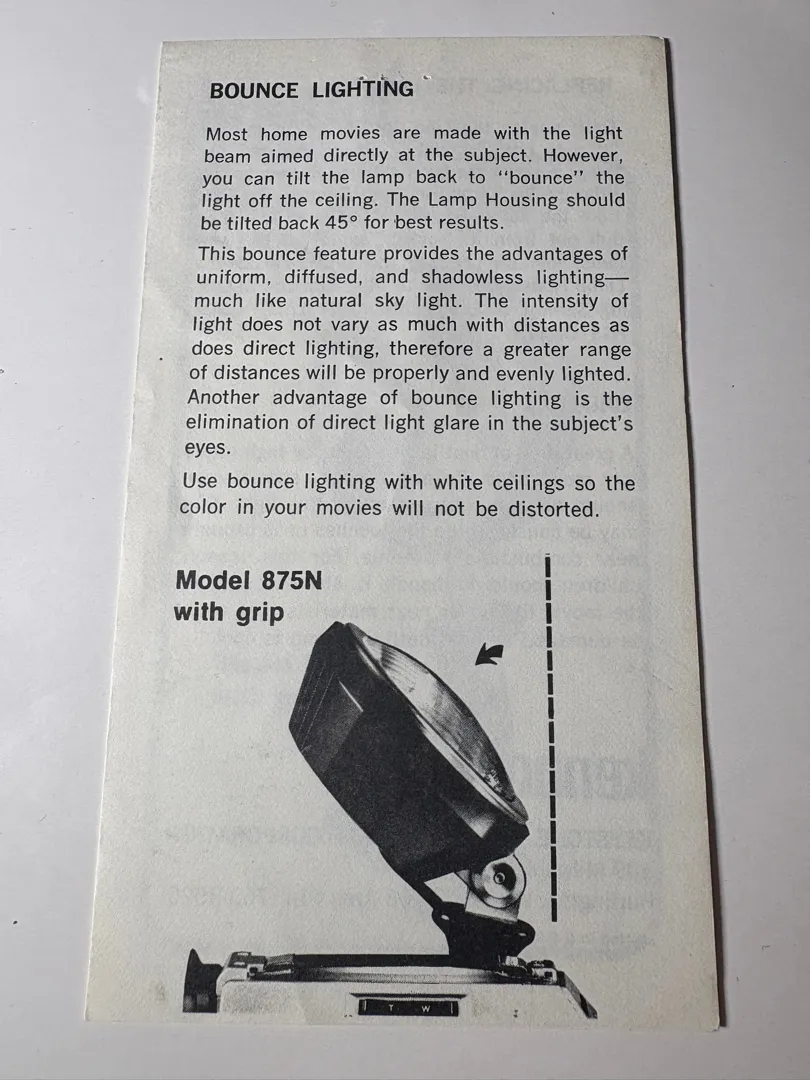 BOUNCE LIGHTING
Most home movies are made with the light
beam aimed directly at the subject. However,
you can tilt the lamp back to “bounce” the
light off the ceiling. The Lamp Housing should
be tilted back 45° for best results.
This bounce feature provides the advantages of
uniform, diffused, and shadowless lighting—
much like natural sky light. The intensity of
light does not vary as much with distances as
does direct lighting, therefore a greater range
of distances will be properly and evenly lighted.
Another advantage of bounce lighting is the
elimination of direct light glare in the subject’s
eyes.
Use bounce lighting with white ceilings so the
color in your movies will not be distorted.
Model 875N
with grip
T W